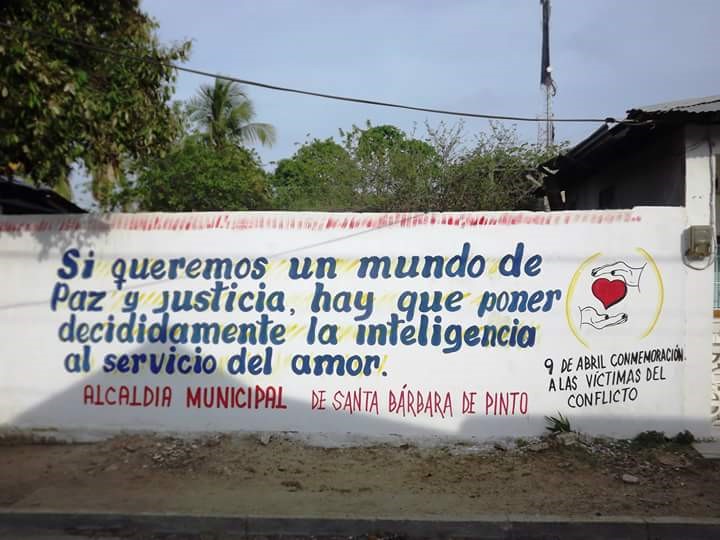 Si queremos un mundo de
Paz y justicia, hay que poner
decididamente la inteligencia
al servicio del amor.
ALCALDIA MUNICIPAL DE SANTA BÁRBARA DE PINTO
9 DE ABRIL CONMEMORACIÓN
A LAS VÍCTIMAS DEL
CONFLICTO